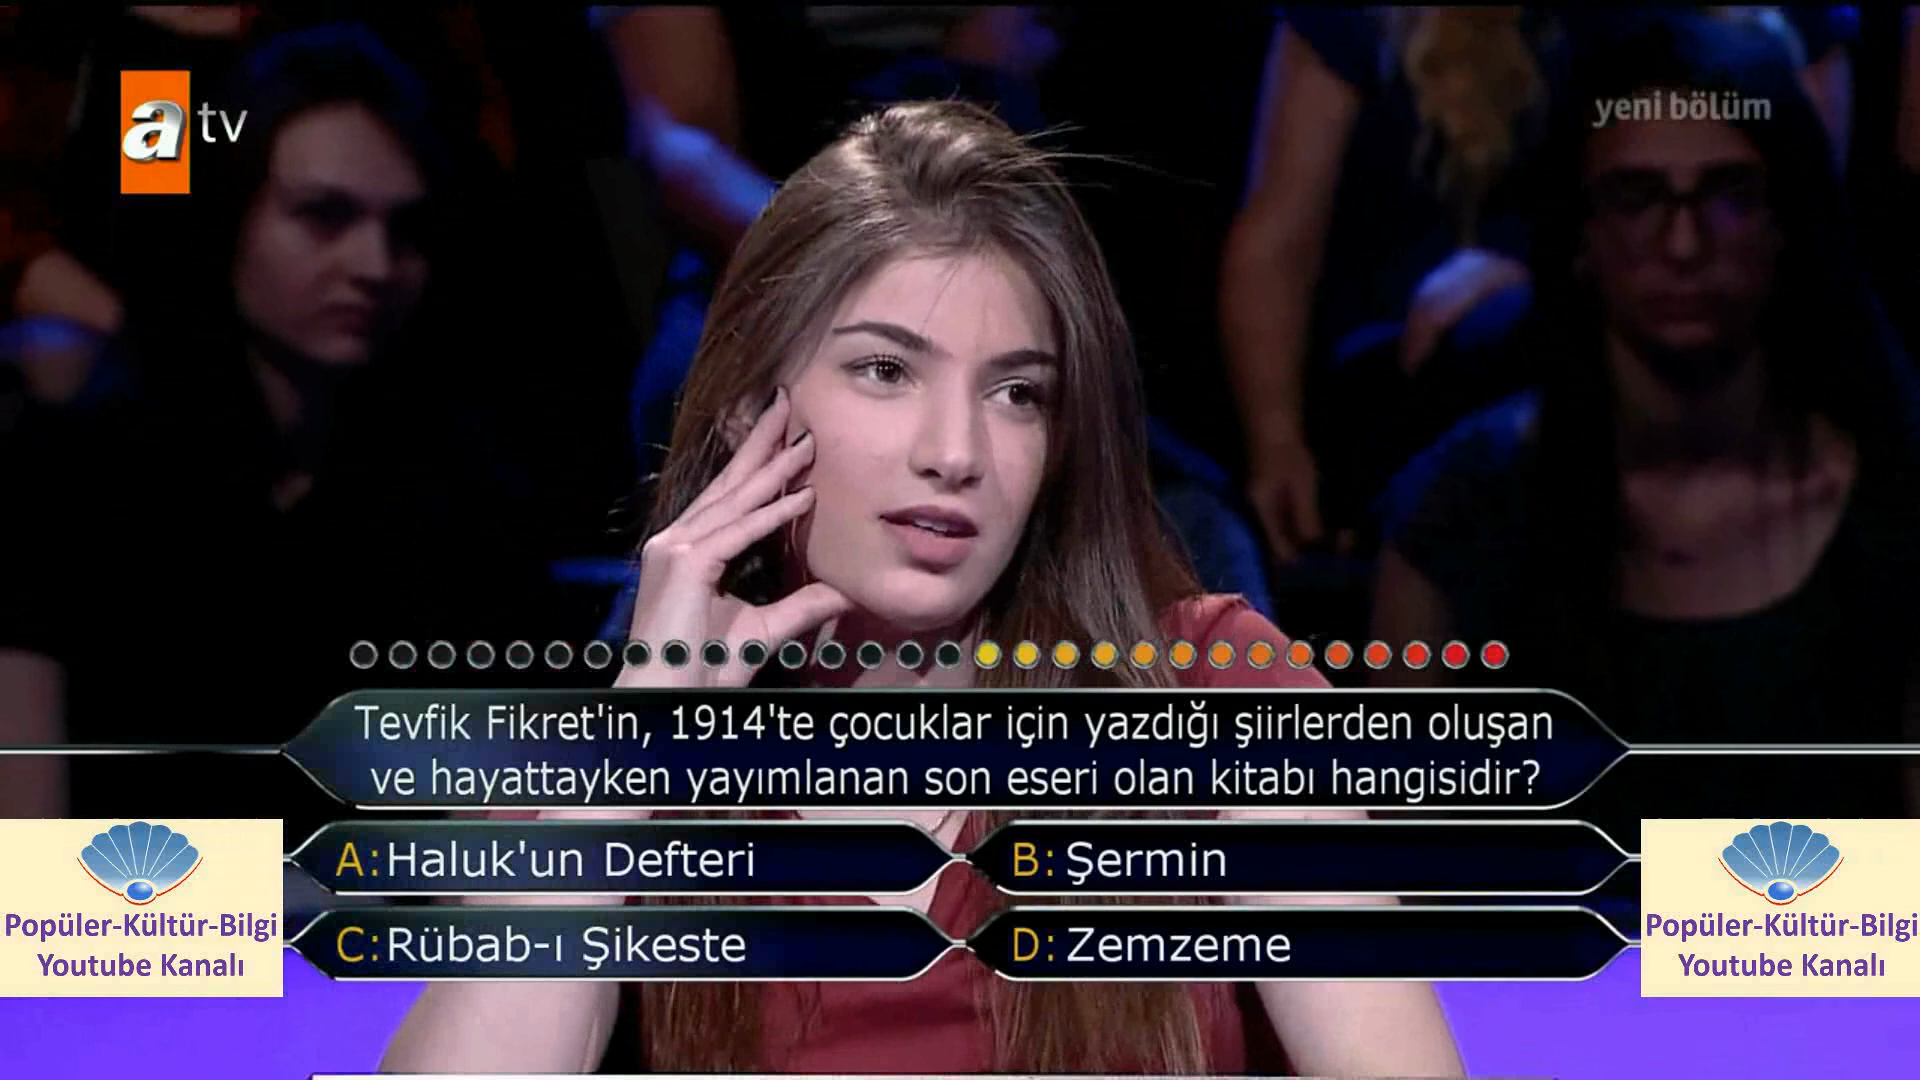 a tv
yeni bölüm
Tevfik Fikret'in, 1914'te çocuklar için yazdığı şiirlerden oluşan
ve hayattayken yayımlanan son eseri olan kitabı hangisidir?
A: Haluk'un Defteri
B: Şermin
C: Rübab-ı Şikeste
D: Zemzeme
Popüler-Kültür-Bilgi
Youtube Kanalı
Popüler-Kültür-Bilgi
Youtube Kanalı